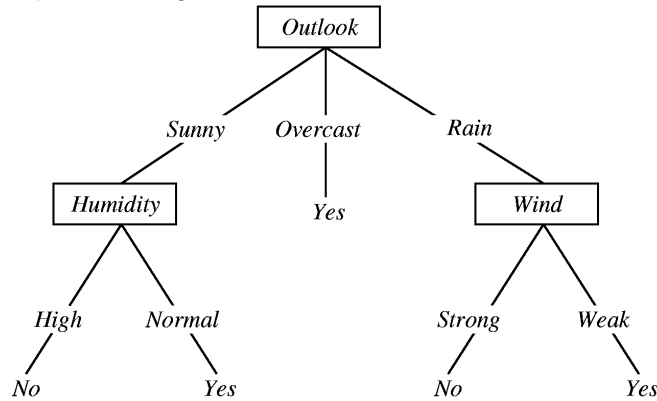 Outlook
Sunny Overcast Rain
Humidity Yes Wind
High Normal Strong Weak
No Yes No Yes